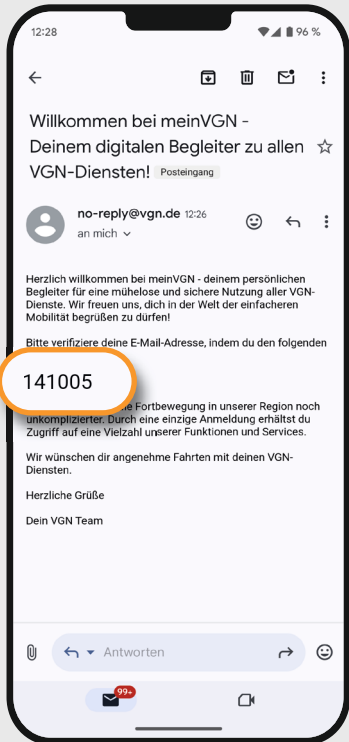 12:28
96 %
Willkommen bei meinVGN -
Deinem digitalen Begleiter zu allen
VGN-Diensten! Posteingang
no-reply@vgn.de 12:26
an mich
Herzlich willkommen bei meinVGN - deinem persönlichen
Begleiter für eine mühelose und sichere Nutzung aller VGN-
Dienste. Wir freuen uns, dich in der Welt der einfacheren
Mobilität begrüßen zu dürfen!
Bitte verifiziere deine E-Mail-Adresse, indem du den folgenden
141005
Fortbewegung in unserer Region noch
unkomplizierter. Durch eine einzige Anmeldung erhältst du
Zugriff auf eine Vielzahl unserer Funktionen und Services.
Wir wünschen dir angenehme Fahrten mit deinen VGN-
Diensten.
Herzliche Grüße
Dein VGN Team
Antworten
99+